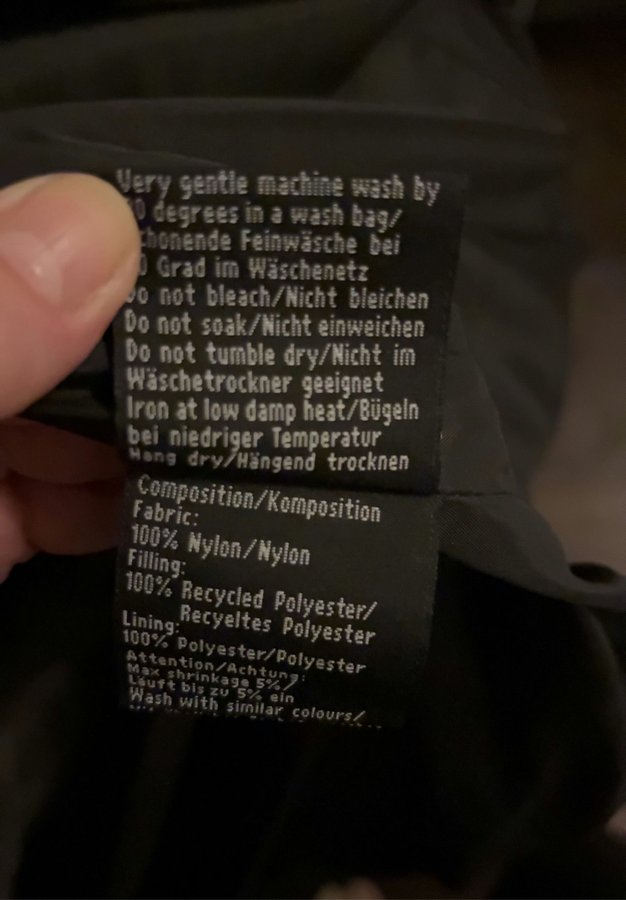 Very gentle machine wash by
degrees in a wash bag/
chonende Feinwäsche bei
Grad im Wäschenetz
Do not bleach/Nicht bleichen
Do not soak/Nicht einweichen
Do not tumble dry/Nicht im
Wäschetrockner geeignet
Iron at low damp heat/Bügeln
bei niedriger Temperatur
Hang dry/Hängend trocknen
Composition/Komposition
Fabric:
100% Nylon/Nylon
Filling:
100% Recycled Polyester/
Recyeltes Polyester
Lining:
100% Polyester/Polyester
Attention/Achtung:
Max shrinkage 5%/
Läuft bis zu 5% ein
Wash with similar colours/